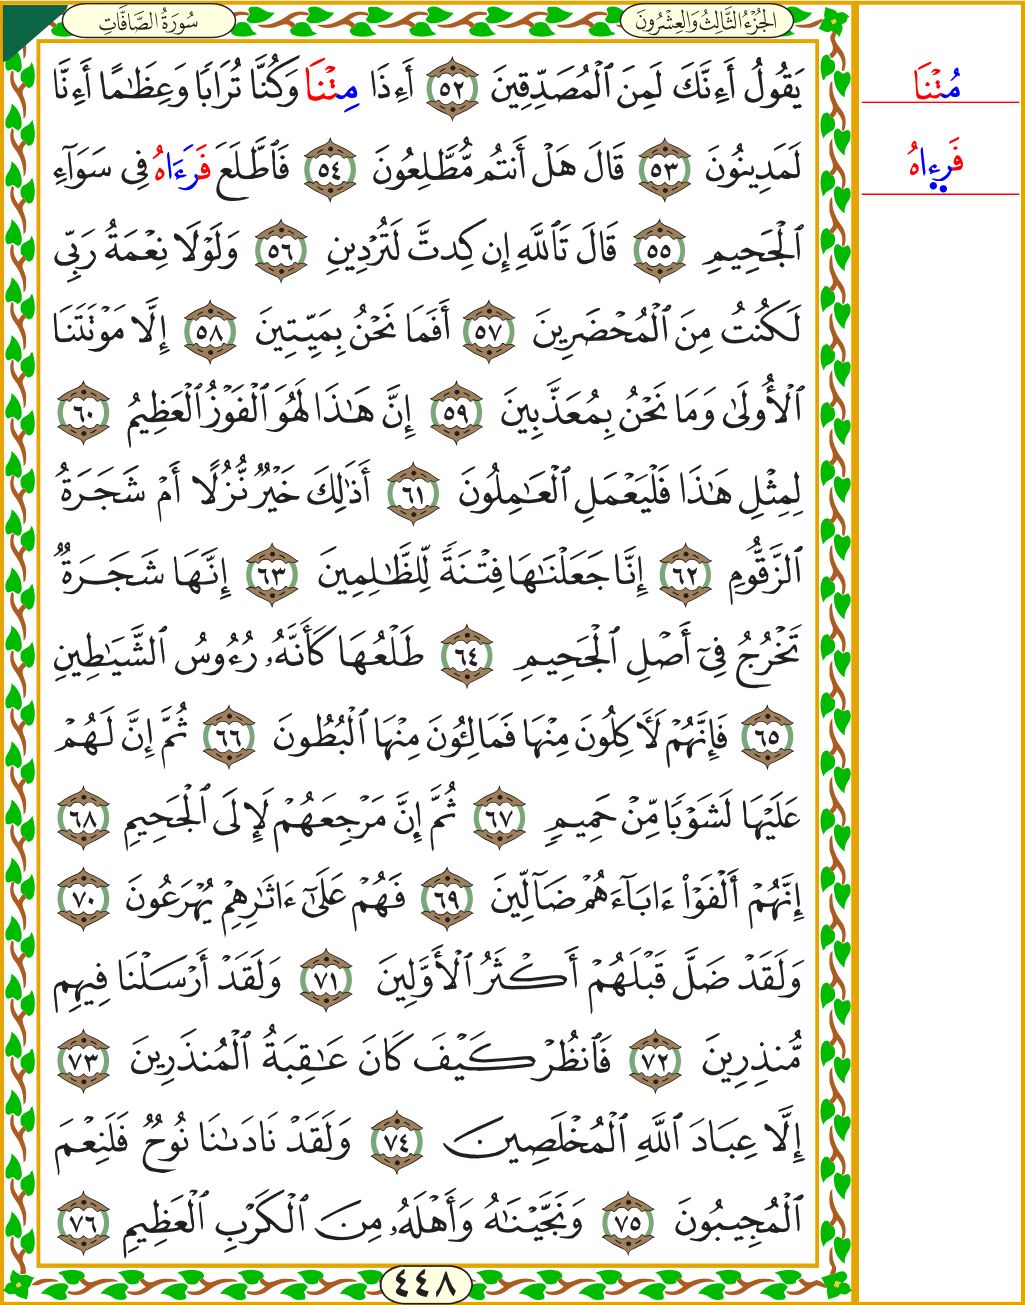 الجُزْءُ الثَّالِثُ وَالعِشْرُونَ
سُورَةُ الصَّافَّاتِ
يَقُولُ أَءِنَّكَ لَمِنَ ٱلْمُصَدِّقِينَ ٥٢ أَءِذَا مِتْنَا وَكُنَّا تُرَابًا وَعِظَٰمًا أَءِنَّا
لَمَدِينُونَ ٥٣ قَالَ هَلْ أَنتُم مُّطَّلِعُونَ ٥٤ فَٱطَّلَعَ فَرَءَاهُ فِي سَوَآءِ
ٱلْجَحِيمِ ٥٥ قَالَ تَٱللَّهِ إِن كِدتَّ لَتُرْدِينِ ٥٦ وَلَوْلَا نِعْمَةُ رَبِّي
لَكُنتُ مِنَ ٱلْمُحْضَرِينَ ٥٧ أَفَمَا نَحْنُ بِمَيِّتِينَ ٥٨ إِلَّا مَوْتَتَنَا
ٱلْأُولَىٰ وَمَا نَحْنُ بِمُعَذَّبِينَ ٥٩ إِنَّ هَٰذَا لَهُوَ ٱلْفَوْزُ ٱلْعَظِيمُ ٦٠
لِمِثْلِ هَٰذَا فَلْيَعْمَلِ ٱلْعَٰمِلُونَ ٦١ أَذَٰلِكَ خَيْرٌ نُّزُلًا أَمْ شَجَرَةُ
ٱلزَّقُّومِ ٦٢ إِنَّا جَعَلْنَٰهَا فِتْنَةً لِّلظَّٰلِمِينَ ٦٣ إِنَّهَا شَجَرَةٌ
تَخْرُجُ فِيٓ أَصْلِ ٱلْجَحِيمِ ٦٤ طَلْعُهَا كَأَنَّهُۥ رُءُوسُ ٱلشَّيَٰطِينِ
٦٥ فَإِنَّهُمْ لَأٓكِلُونَ مِنْهَا فَمَالِـُٔونَ مِنْهَا ٱلْبُطُونَ ٦٦ ثُمَّ إِنَّ لَهُمْ
عَلَيْهَا لَشَوْبًا مِّنْ حَمِيمٍ ٦٧ ثُمَّ إِنَّ مَرْجِعَهُمْ لَإِلَى ٱلْجَحِيمِ ٦٨
إِنَّهُمْ أَلْفَوْا۟ ءَابَآءَهُمْ ضَآلِّينَ ٦٩ فَهُمْ عَلَىٰٓ ءَاثَٰرِهِمْ يُهْرَعُونَ ٧٠
وَلَقَدْ ضَلَّ قَبْلَهُمْ أَكْثَرُ ٱلْأَوَّلِينَ ٧١ وَلَقَدْ أَرْسَلْنَا فِيهِم
مُّنذِرِينَ ٧٢ فَٱنظُرْ كَيْفَ كَانَ عَٰقِبَةُ ٱلْمُنذَرِينَ ٧٣
إِلَّا عِبَادَ ٱللَّهِ ٱلْمُخْلَصِينَ ٧٤ وَلَقَدْ نَادَىٰنَا نُوحٌ فَلَنِعْمَ
ٱلْمُجِيبُونَ ٧٥ وَنَجَّيْنَٰهُ وَأَهْلَهُۥ مِنَ ٱلْكَرْبِ ٱلْعَظِيمِ ٧٦
٤٤٨
مُتْنَا
فَرِءاهُ